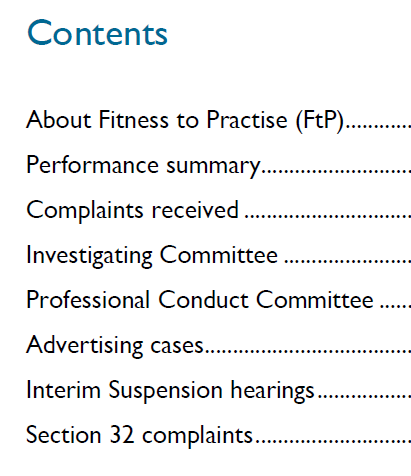 Contents
About Fitness to Practise (FtP)............
Performance summary...........................
Complaints received ..............................
Investigating Committee .......................
Professional Conduct Committee ......
Advertising cases.....................................
Interim Suspension hearings.................
Section 32 complaints............................